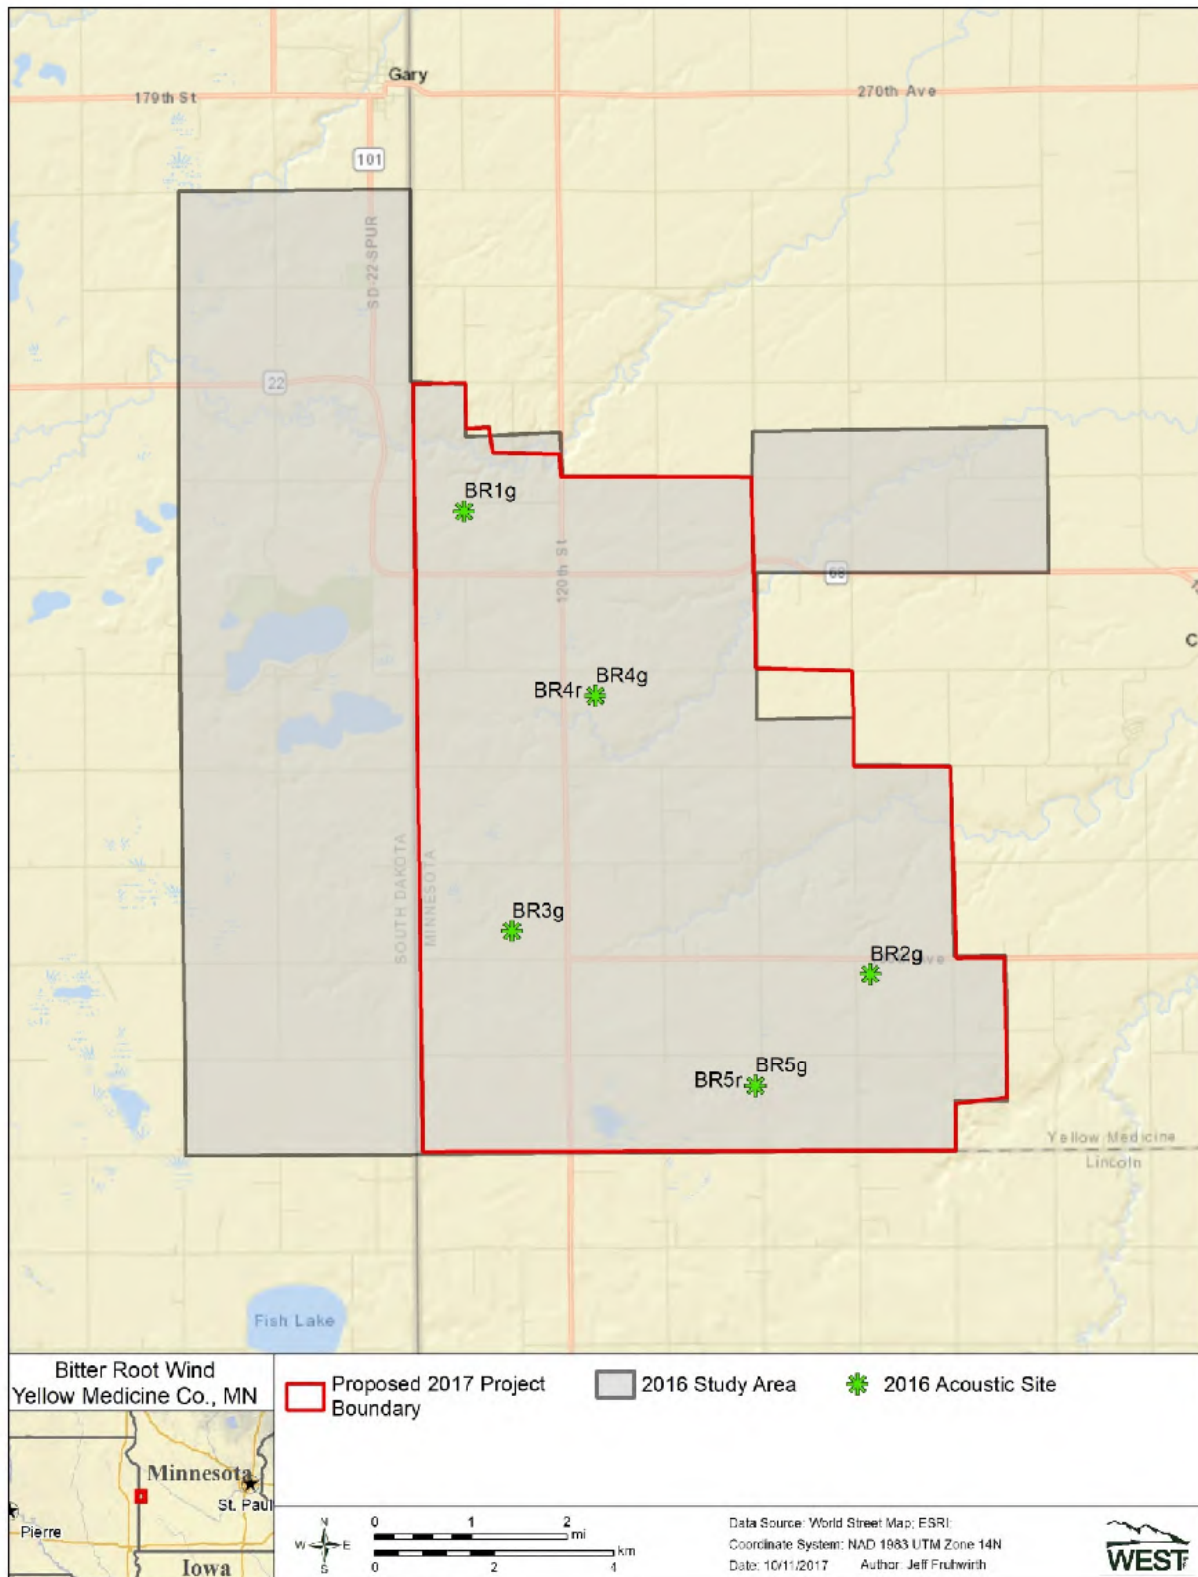 Gary
179th St
270th Ave
101
SD-22 SPUR
22
BR1g
120th St
68
C
BR4g
BR4r
SOUTH DAKOTA
MINNESOTA
BR3g
BR2g
Ave
BR5g
BR5r
Yellow Medicine
Lincoln
Fish Lake
Bitter Root Wind
Yellow Medicine Co., MN
Proposed 2017 Project
Boundary
2016 Study Area
2016 Acoustic Site
Minnesota
St. Paul
Pierre
Iowa
N
W E
S
0 1 2
mi
km
0 2 4
Data Source: World Street Map; ESRI;
Coordinate System: NAD 1983 UTM Zone 14N
Date: 10/11/2017 Author: Jeff Fruhwirth
WEST